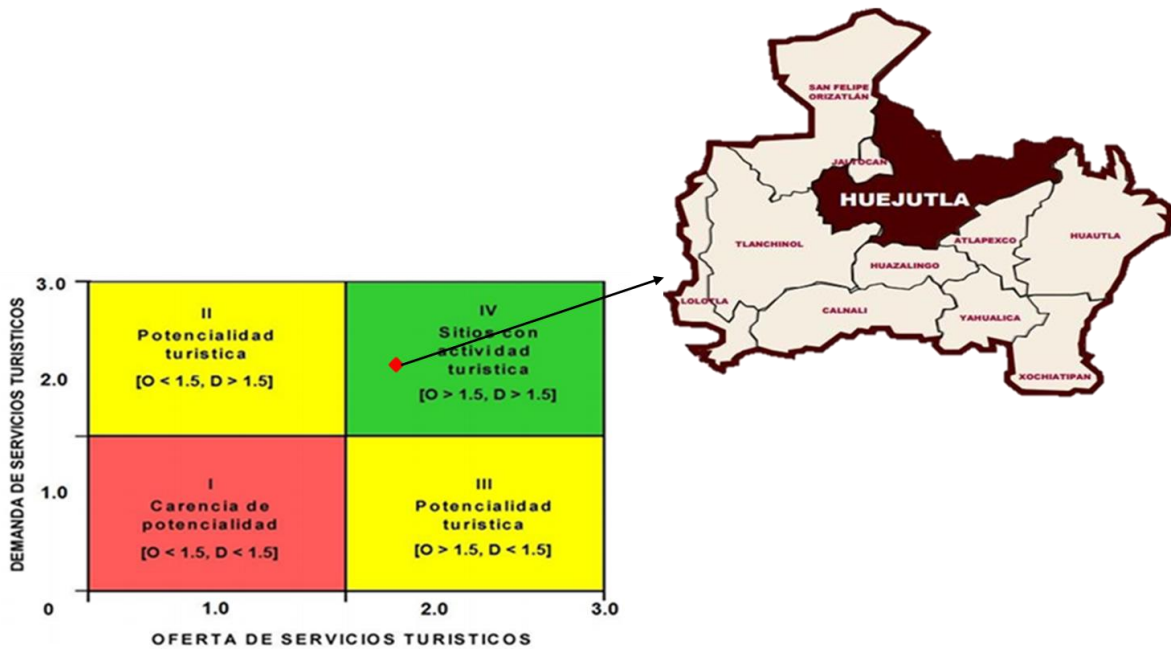 SAN FELIPE
ORIZATLÁN
JALTOCAN
HUEJUTLA
TLANCHINOL
ATLAPEXCO
HUAUTLA
HUAZALINGO
LOLOTLA
CALNALI
YAHUALICA
XOCHIATIPAN
DEMANDA DE SERVICIOS TURISTICOS
3.0
2.0
1.0
0
II
Potencialidad
turistica
[O < 1.5, D > 1.5]
IV
Sitios con
actividad
turistica
[O > 1.5, D > 1.5]
I
Carencia de
potencialidad
[O < 1.5, D < 1.5]
III
Potencialidad
turistica
[O > 1.5, D < 1.5]
1.0
2.0
3.0
OFERTA DE SERVICIOS TURISTICOS